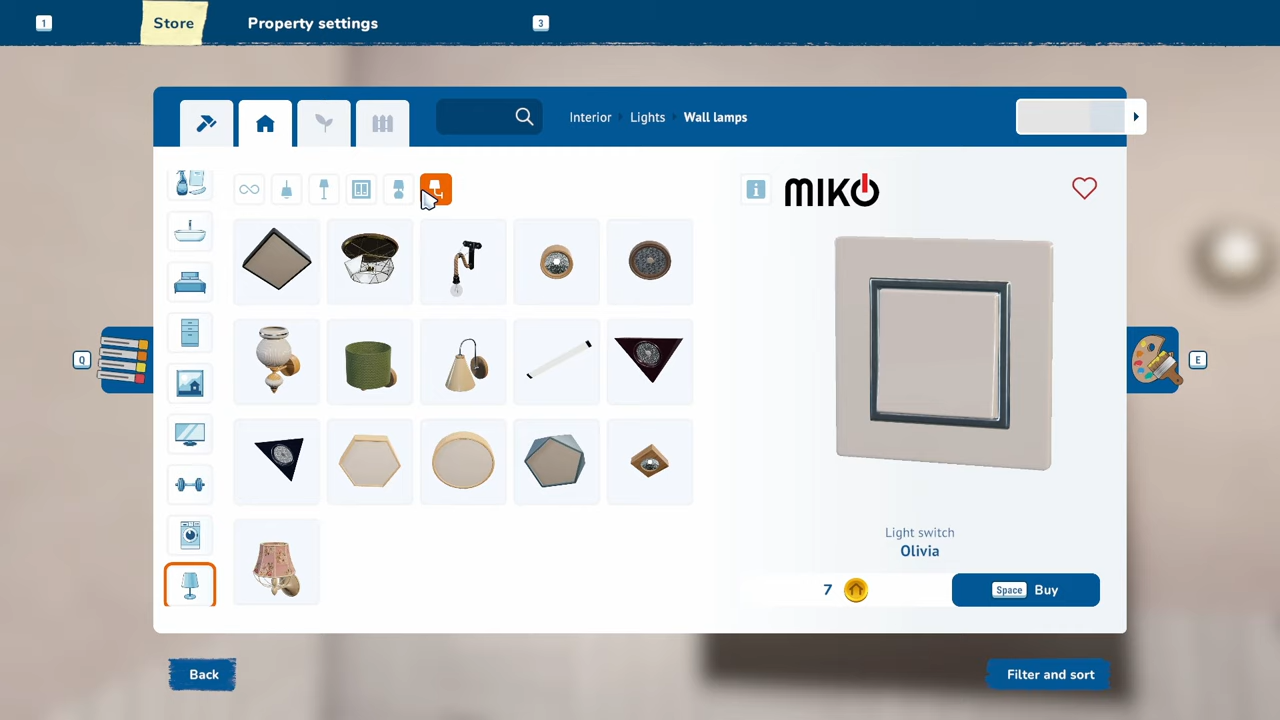 1
Store
Property settings
3
Interior
Lights
Wall lamps
MIKO
Q
E
Light switch
Olivia
7
Space
Buy
Back
Filter and sort